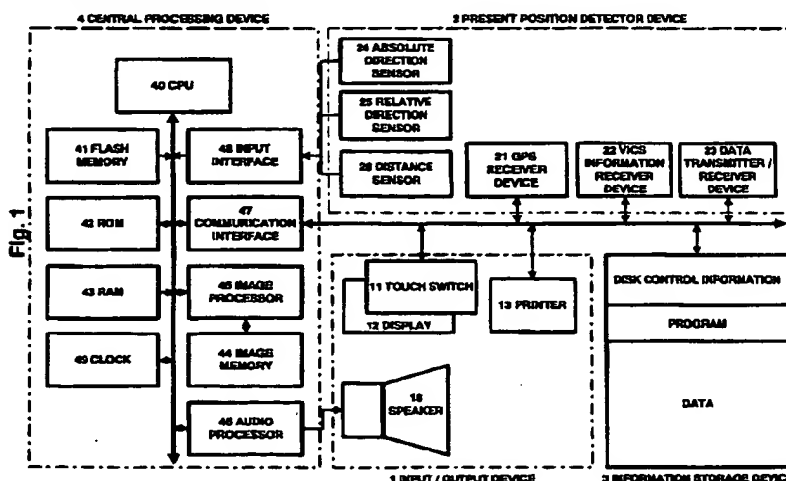 4 CENTRAL PROCESSING DEVICE
2 PRESENT POSITION DETECTOR DEVICE
40 CPU
24 ABSOLUTE
DIRECTION
SENSOR
25 RELATIVE
DIRECTION
SENSOR
26 DISTANCE
SENSOR
41 FLASH
MEMORY
48 INPUT
INTERFACE
21 GPS
RECEIVER
DEVICE
22 VICS
INFORMATION
RECEIVER
DEVICE
23 DATA
TRANSMITTER /
RECEIVER DEVICE
Fig. 1
42 ROM
47
COMMUNICATION
INTERFACE
43 RAM
45 IMAGE
PROCESSOR
11 TOUCH SWITCH
12 DISPLAY
13 PRINTER
DISK CONTROL INFORMATION
PROGRAM
DATA
49 CLOCK
44 IMAGE
MEMORY
46 AUDIO
PROCESSOR
16
SPEAKER
1 INPUT / OUTPUT DEVICE
3 INFORMATION STORAGE DEVICE